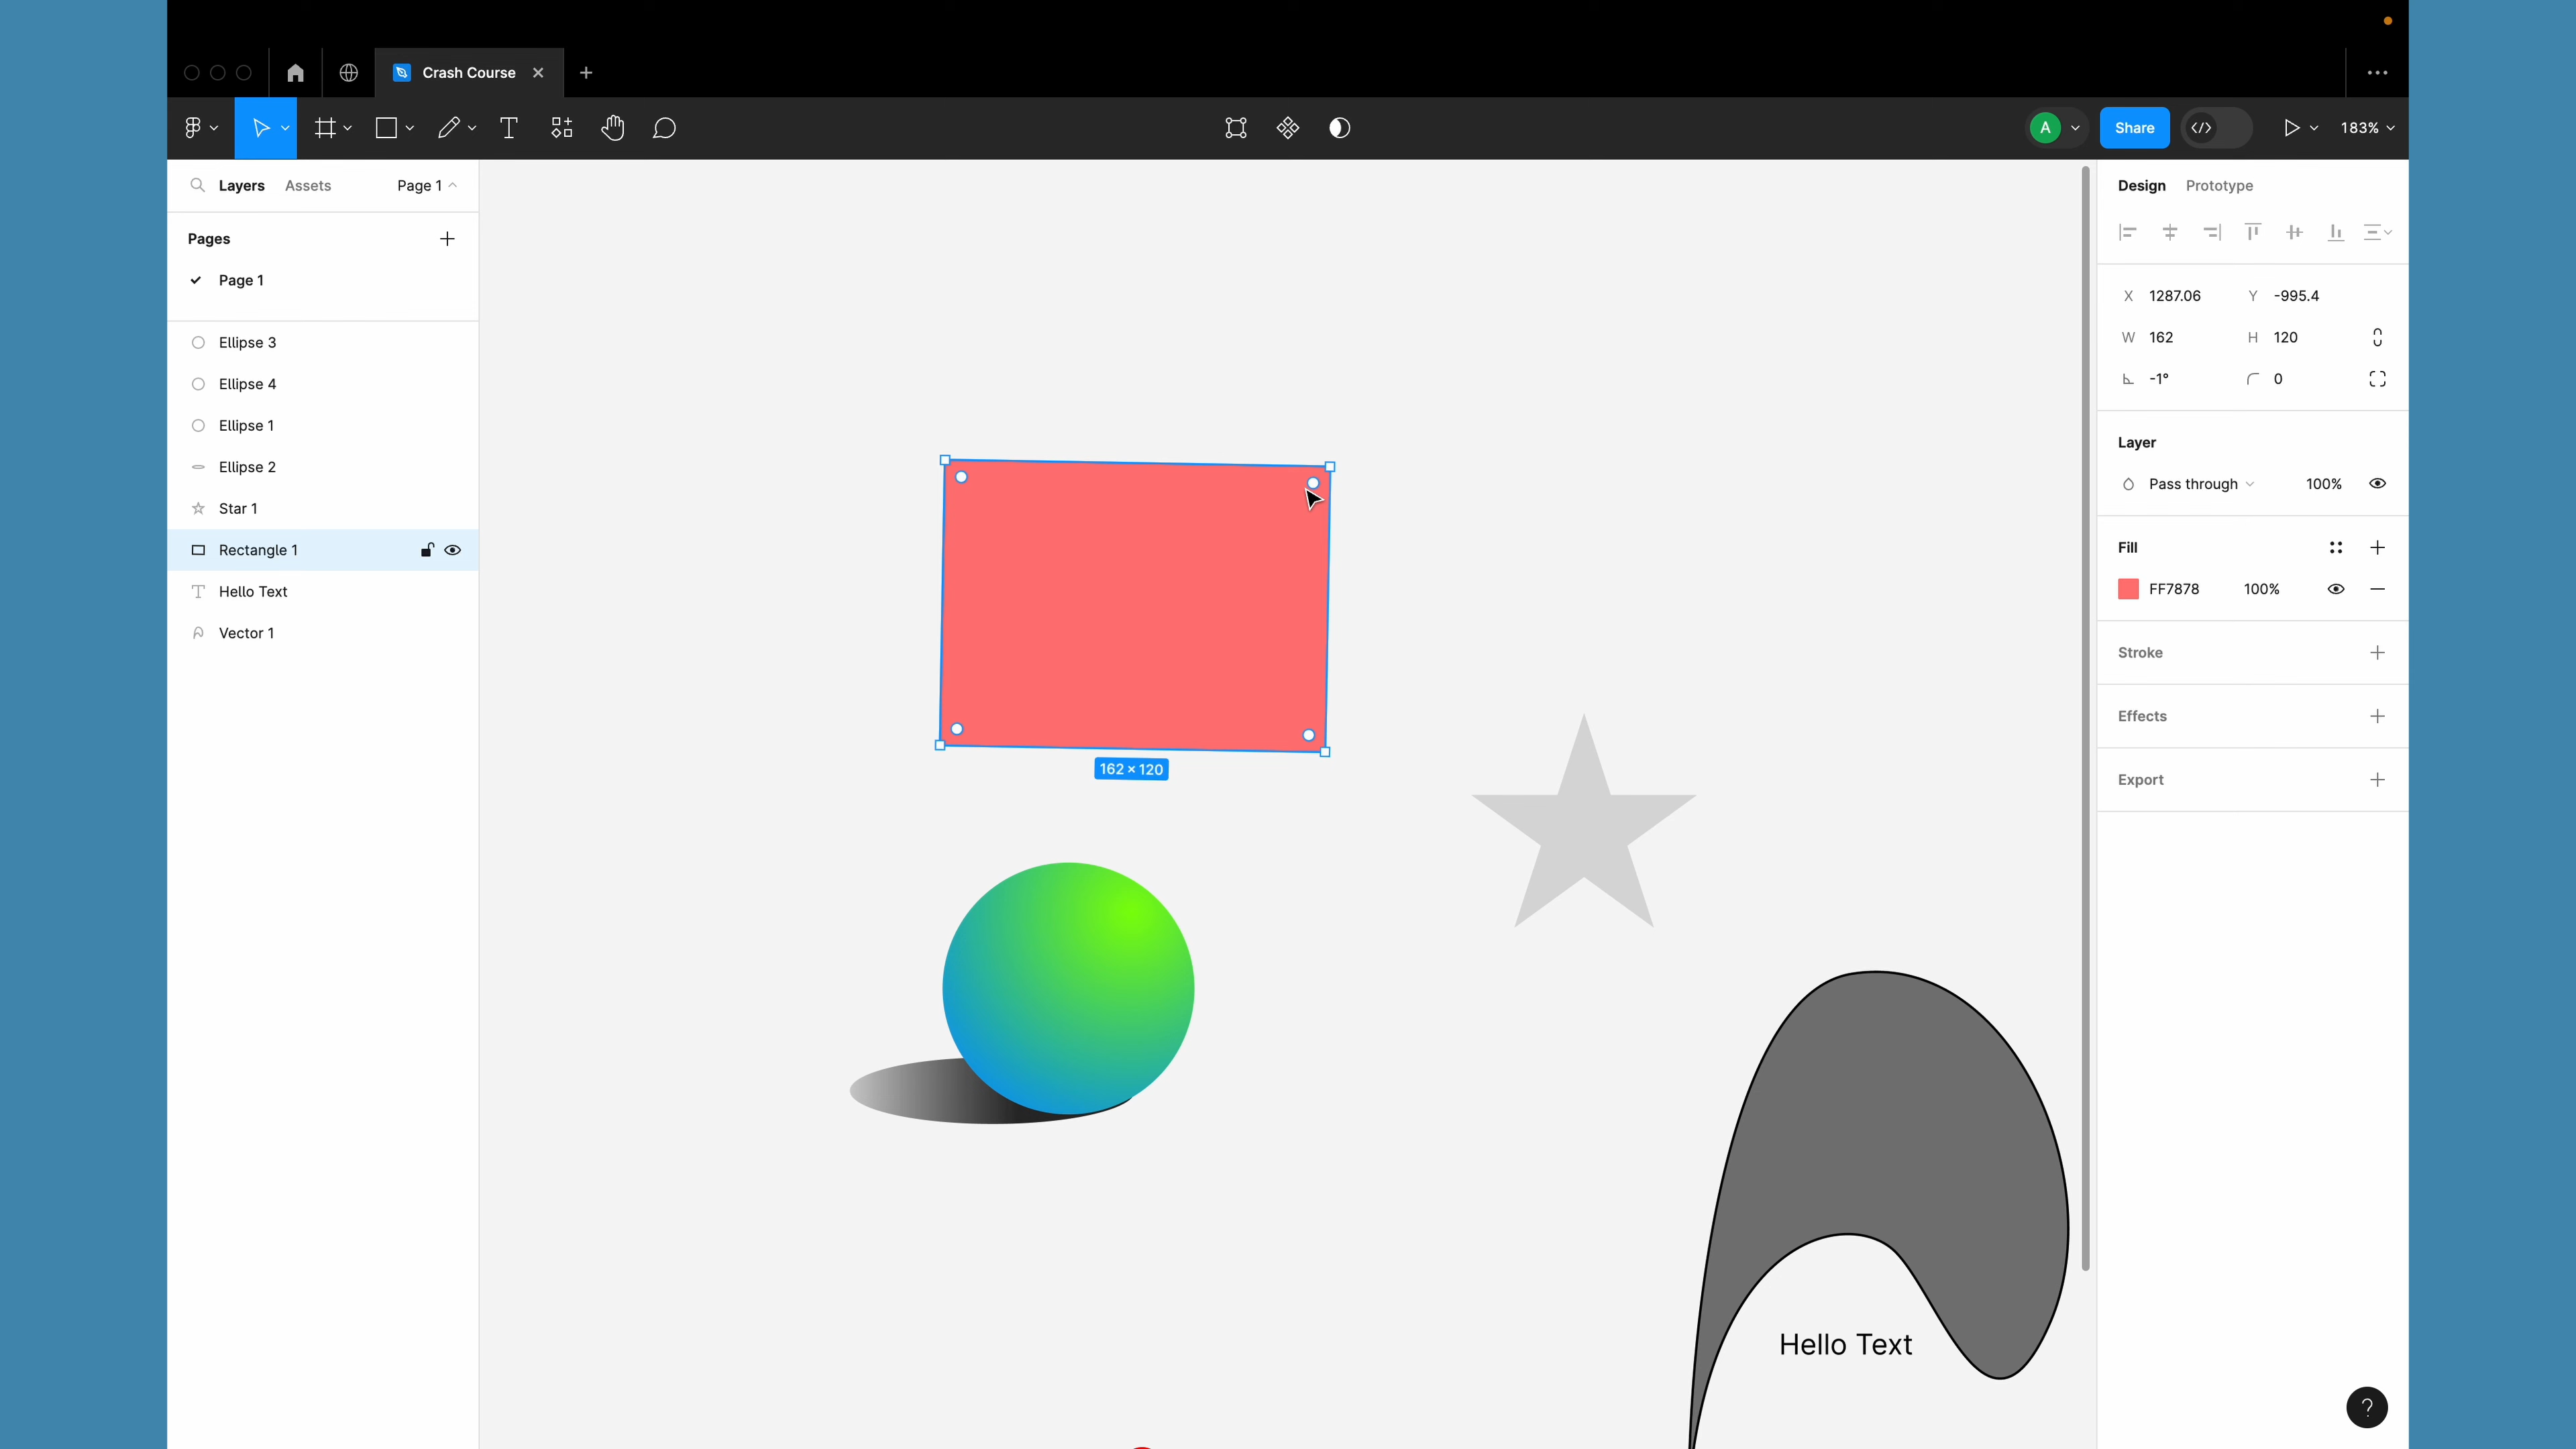 Crash Course
A
Share
183%
Layers Assets Page 1
Pages
Page 1
Ellipse 3
Ellipse 4
Ellipse 1
Ellipse 2
Star 1
Rectangle 1
Hello Text
Vector 1
162 × 120
Hello Text
Design Prototype
X 1287.06 Y -995.4
W 162 H 120
-1° 0
Layer
Pass through 100%
Fill
FF7878 100%
Stroke
Effects
Export
?